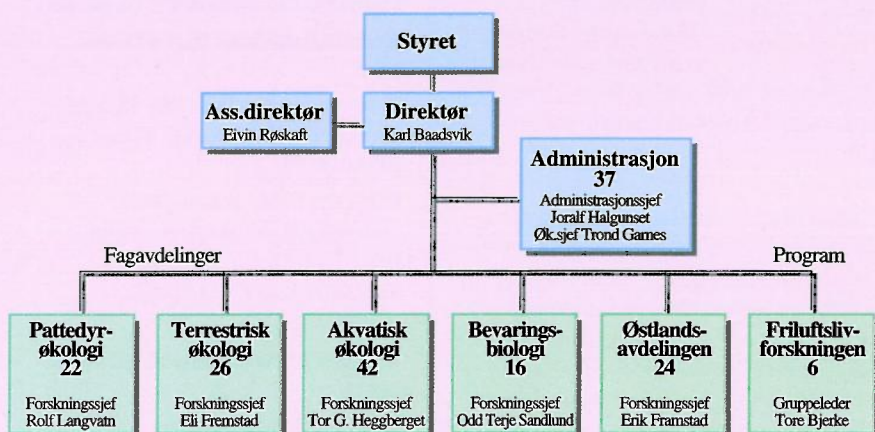 Styret
Ass.direktør
Eivin Røskaft
Direktør
Karl Baadsvik
Administrasjon
37
Administrasjonssjef
Joralf Halgunset
Øk.sjef Trond Garnes
Fagavdelinger
Program
Pattedyr-
økologi
22
Forskningssjef
Rolf Langvatn
Terrestrisk
økologi
26
Forskningssjef
Eli Fremstad
Akvatisk
økologi
42
Forskningssjef
Tor G. Heggberget
Bevarings-
biologi
16
Forskningssjef
Odd Terje Sandlund
Østlands-
avdelingen
24
Forskningssjef
Erik Framstad
Friluftsliv-
forskningen
6
Gruppeleder
Tore Bjerke